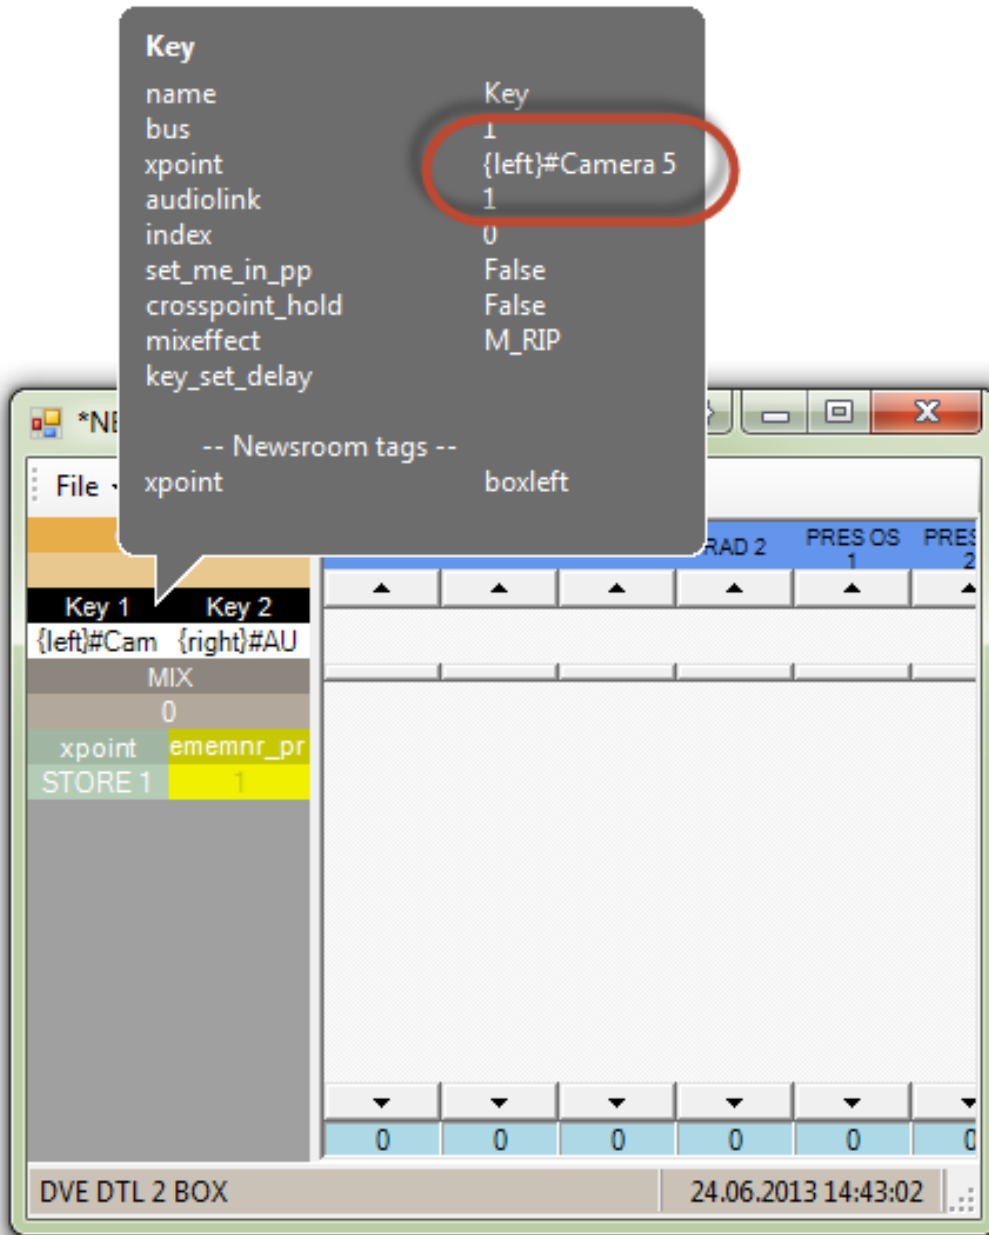 Key
name Key
bus 1
xpoint {left}#Camera 5
audiolink 1
index 0
set_me_in_pp False
crosspoint_hold False
mixeffect M_RIP
key_set_delay
-- Newsroom tags --
xpoint boxleft
*NE
File
RAD 2 PRES OS 1 PRES 2
Key 1 Key 2
{left}#Cam {right}#AU
MIX
0
xpoint ememnr_pr
STORE 1 1
0 0 0 0 0 0
DVE DTL 2 BOX 24.06.2013 14:43:02